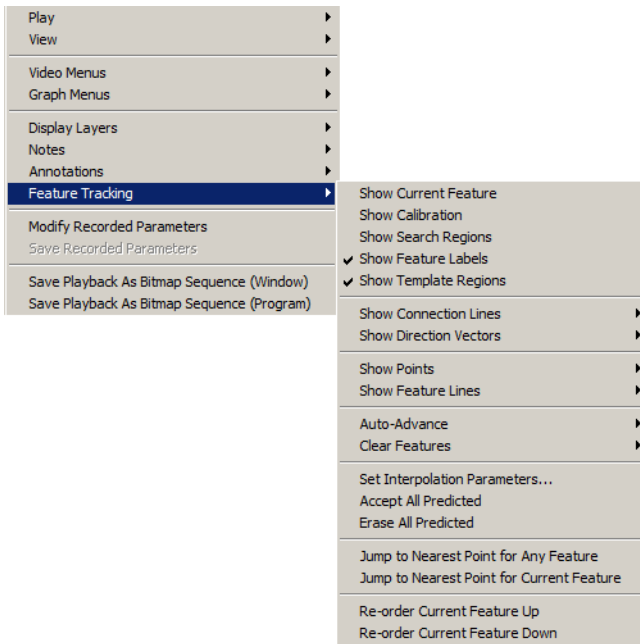 Play
View
Video Menus
Graph Menus
Display Layers
Notes
Annotations
Feature Tracking
Modify Recorded Parameters
Save Recorded Parameters
Save Playback As Bitmap Sequence (Window)
Save Playback As Bitmap Sequence (Program)
Show Current Feature
Show Calibration
Show Search Regions
Show Feature Labels
Show Template Regions
Show Connection Lines
Show Direction Vectors
Show Points
Show Feature Lines
Auto-Advance
Clear Features
Set Interpolation Parameters...
Accept All Predicted
Erase All Predicted
Jump to Nearest Point for Any Feature
Jump to Nearest Point for Current Feature
Re-order Current Feature Up
Re-order Current Feature Down